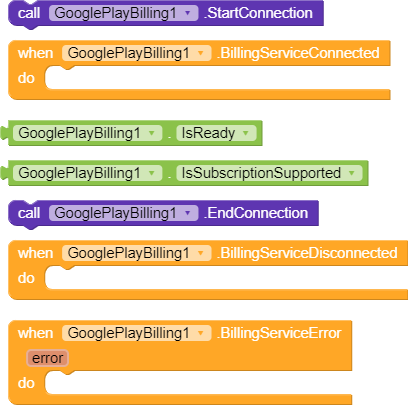 call GooglePlayBilling1 .StartConnection
when GooglePlayBilling1 .BillingServiceConnected
do
GooglePlayBilling1 . IsReady
GooglePlayBilling1 . IsSubscriptionSupported
call GooglePlayBilling1 .EndConnection
when GooglePlayBilling1 .BillingServiceDisconnected
do
when GooglePlayBilling1 .BillingServiceError
error
do